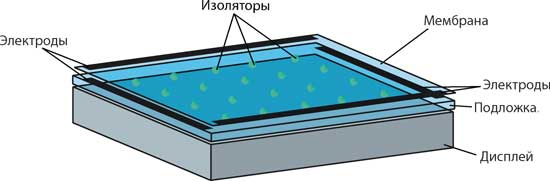 Изоляторы
Мембрана
Электроды
Электроды
Подложка
Дисплей